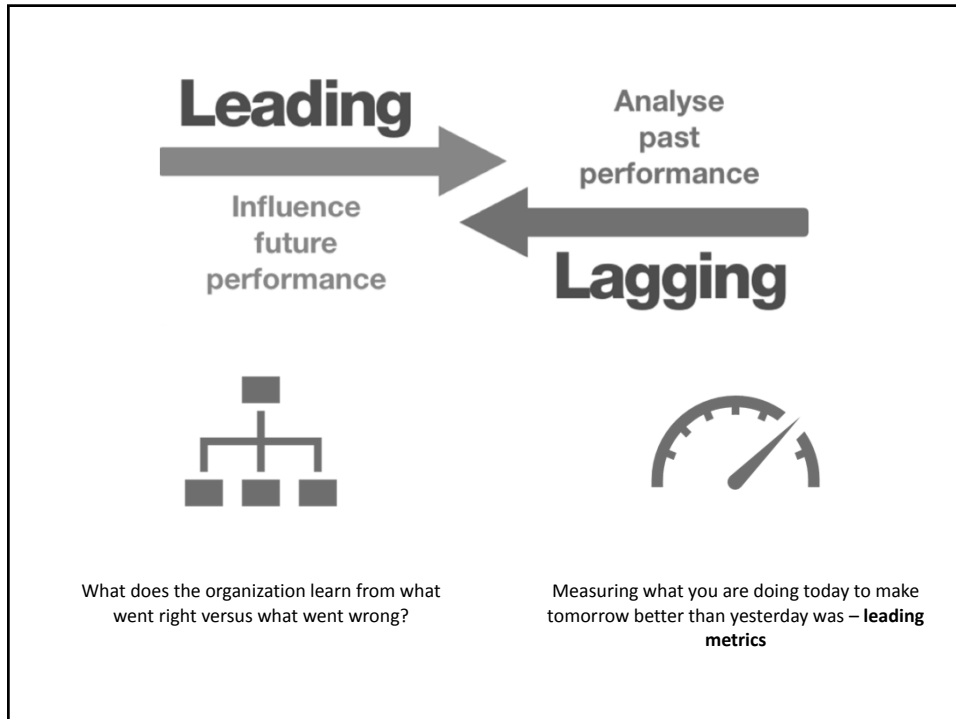 Leading
Influence
future
performance
Analyse
past
performance
Lagging
What does the organization learn from what
went right versus what went wrong?
Measuring what you are doing today to make
tomorrow better than yesterday was – leading
metrics